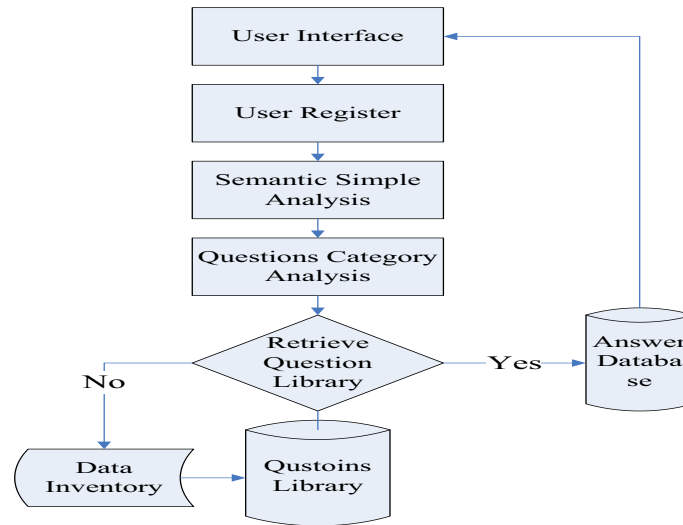 User Interface
User Register
Semantic Simple
Analysis
Questions Category
Analysis
Retrieve
Question
Library
Yes
Answer
Databa
se
No
Data
Inventory
Qustoins
Library